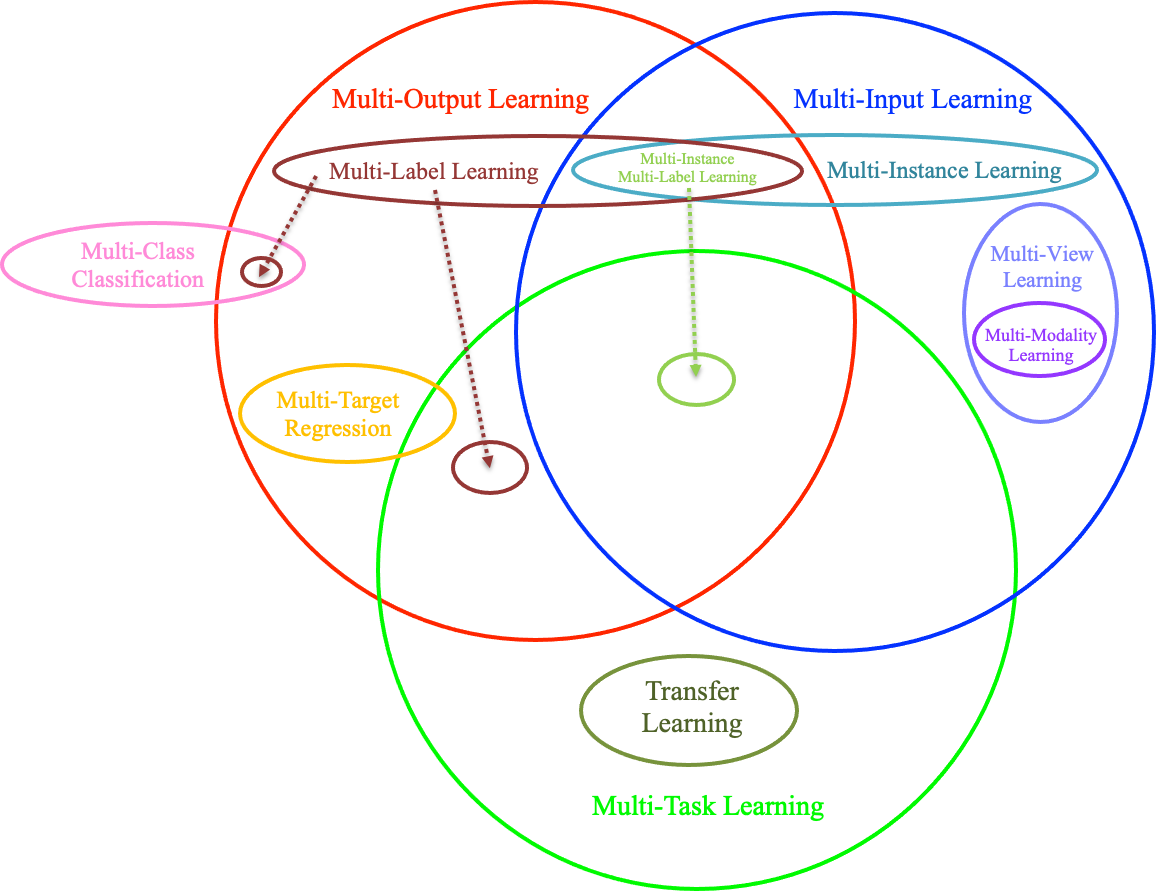 Multi-Output Learning
Multi-Input Learning
Multi-Label Learning
Multi-Instance
Multi-Label Learning
Multi-Instance Learning
Multi-Class
Classification
Multi-View
Learning
Multi-Modality
Learning
Multi-Target
Regression
Transfer
Learning
Multi-Task Learning